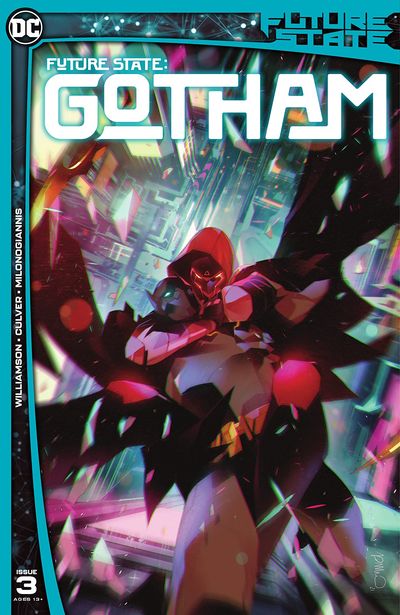 DC
FUTURE
STATE
FUTURE STATE:
GOTHAM
WILLIAMSON • CULVER • MILONOGIANNIS
ISSUE
3
AGES 13+